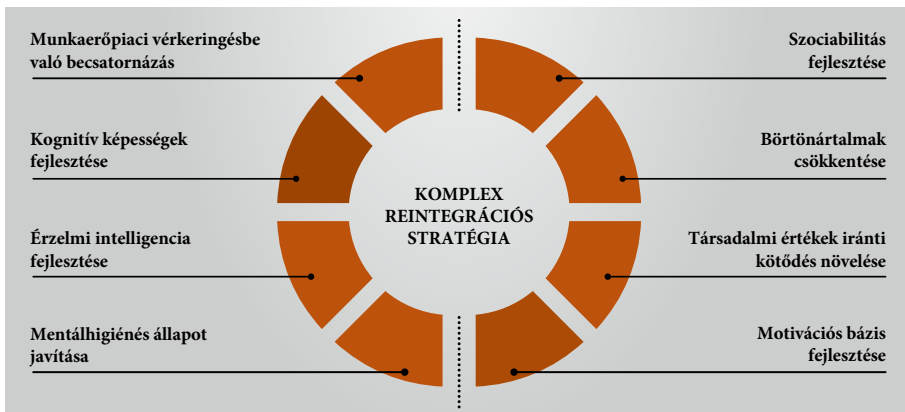 Munkaerőpiaci vérkeringésbe
való becsatornázás
Kognitív képességek
fejlesztése
Érzelmi intelligencia
fejlesztése
Mentálhigiénés állapot
javítása
KOMPLEX
REINTEGRÁCIÓS
STRATÉGIA
Szociabilitás
fejlesztése
Börtönártalmak
csökkentése
Társadalmi értékek iránti
kötődés növelése
Motivációs bázis
fejlesztése